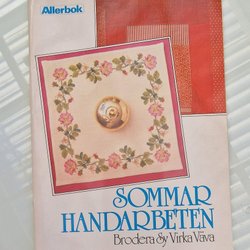 Allerbok
SOMMAR
HANDARBETEN
Brodera Sy Virka Väva